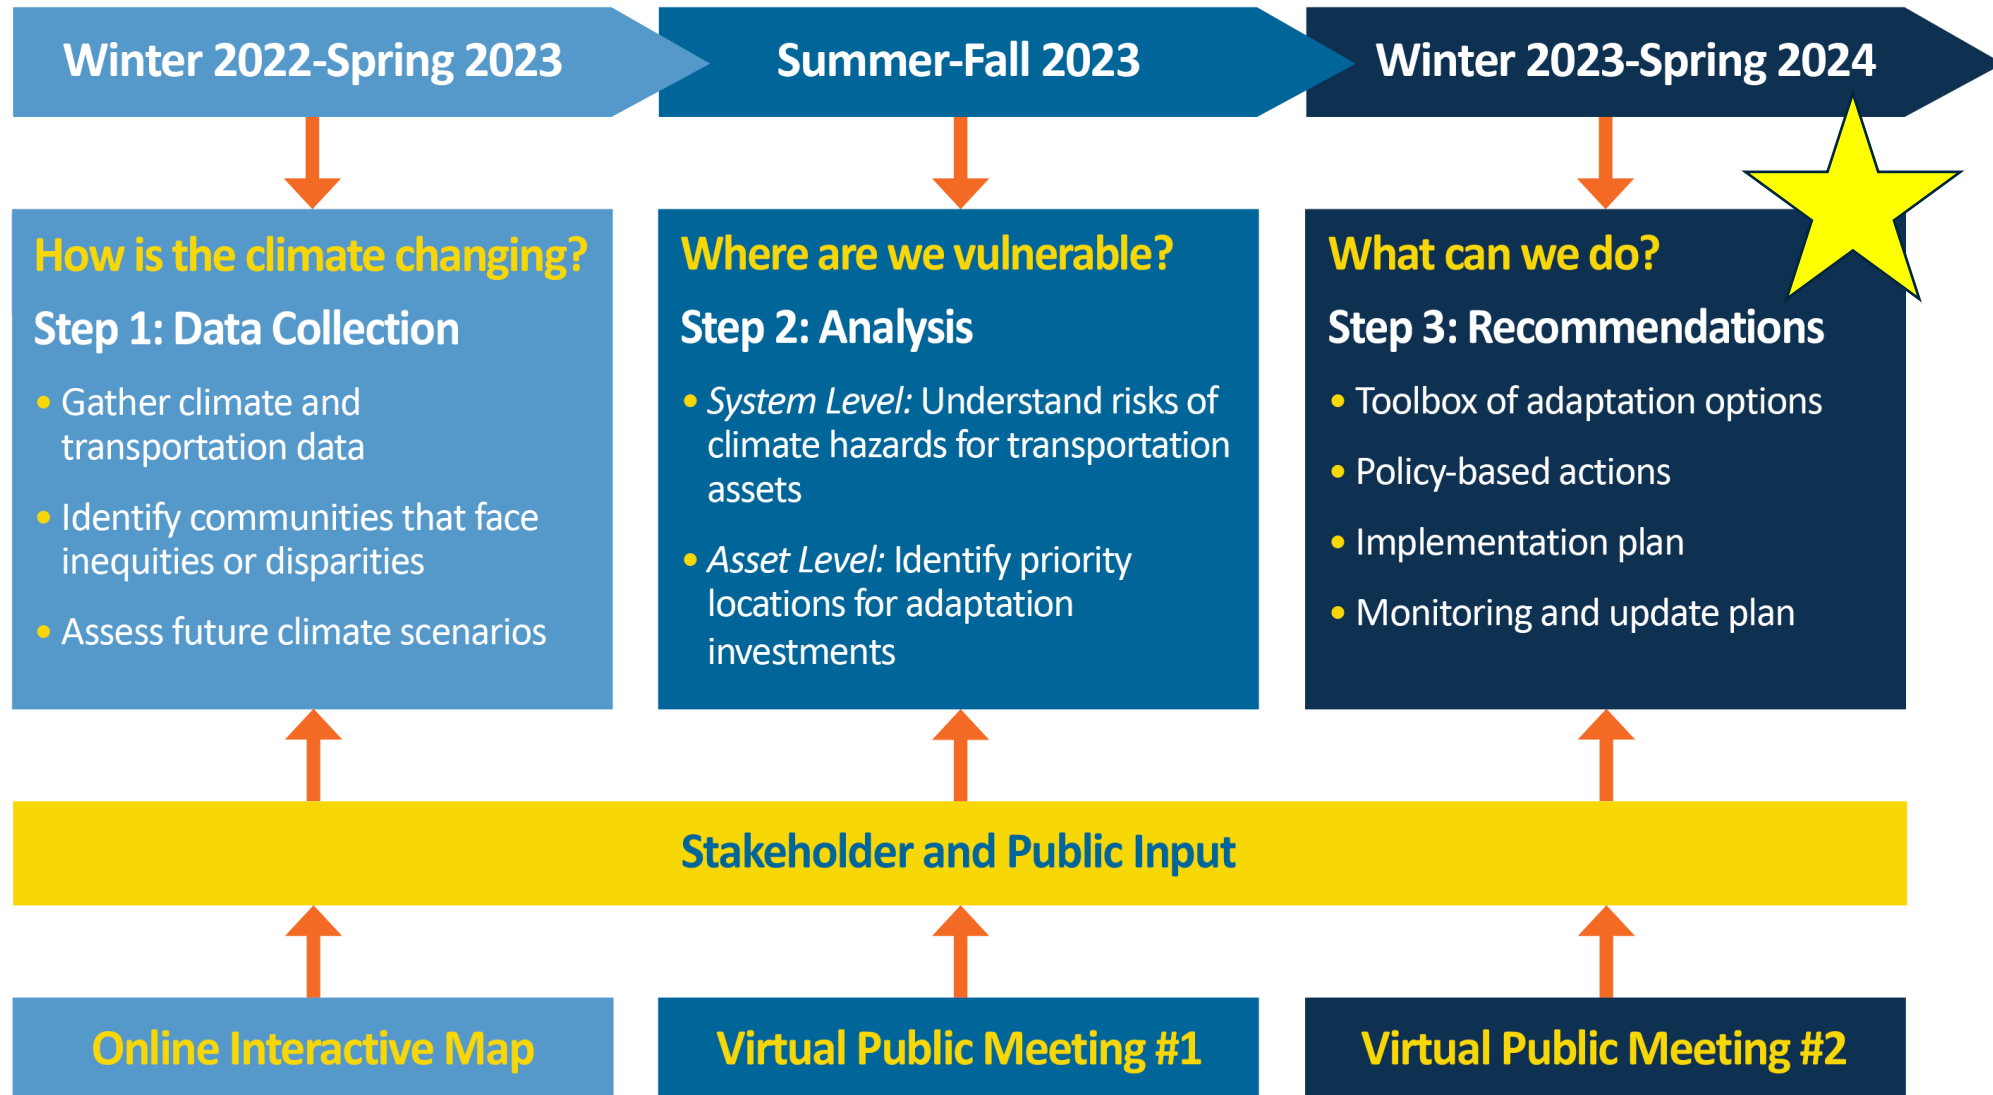 Winter 2022-Spring 2023
Summer-Fall 2023
Winter 2023-Spring 2024
How is the climate changing?
Step 1: Data Collection
• Gather climate and
transportation data
• Identify communities that face
inequities or disparities
• Assess future climate scenarios
Where are we vulnerable?
Step 2: Analysis
• System Level: Understand risks of
climate hazards for transportation
assets
• Asset Level: Identify priority
locations for adaptation
investments
What can we do?
Step 3: Recommendations
• Toolbox of adaptation options
• Policy-based actions
• Implementation plan
• Monitoring and update plan
Stakeholder and Public Input
Online Interactive Map
Virtual Public Meeting #1
Virtual Public Meeting #2